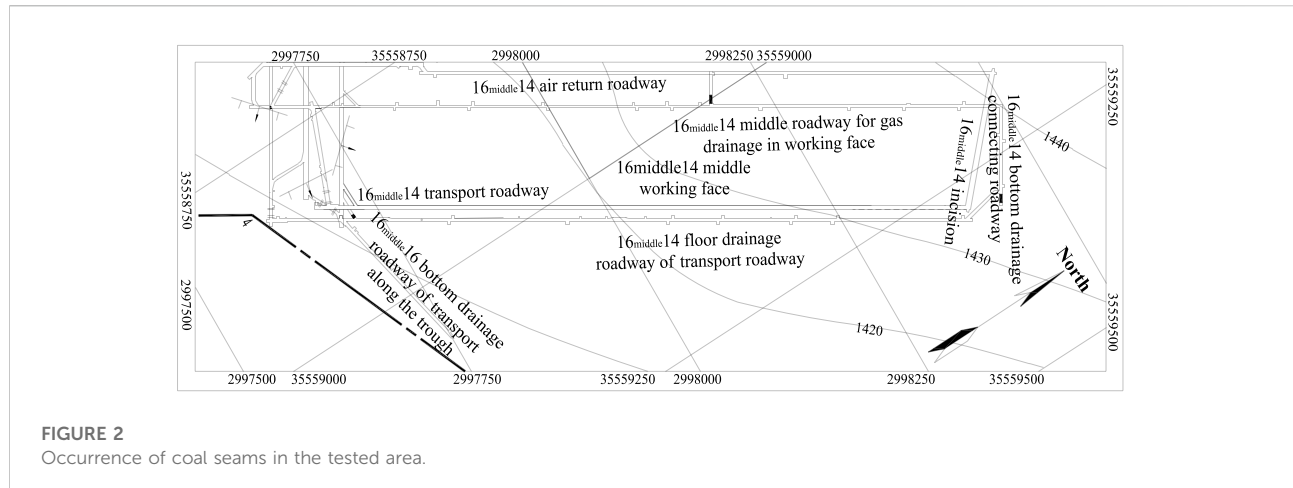 2997750 35558750 2998000 2998250 35559000
35559250
16middle14 air return roadway
16middle14 middle roadway for gas
drainage in working face
16middle14 middle
working face
16middle14 incision
16middle14 bottom drainage
connecting roadway
1440
35558750
16middle14 transport roadway
4
16middle16 bottom drainage
roadway of transport
along the trough
16middle14 floor drainage
roadway of transport roadway
1430
North
1420
2997500
35559500
2997500 35559000 2997750 35559250 2998000 2998250 35559500
FIGURE 2
Occurrence of coal seams in the tested area.